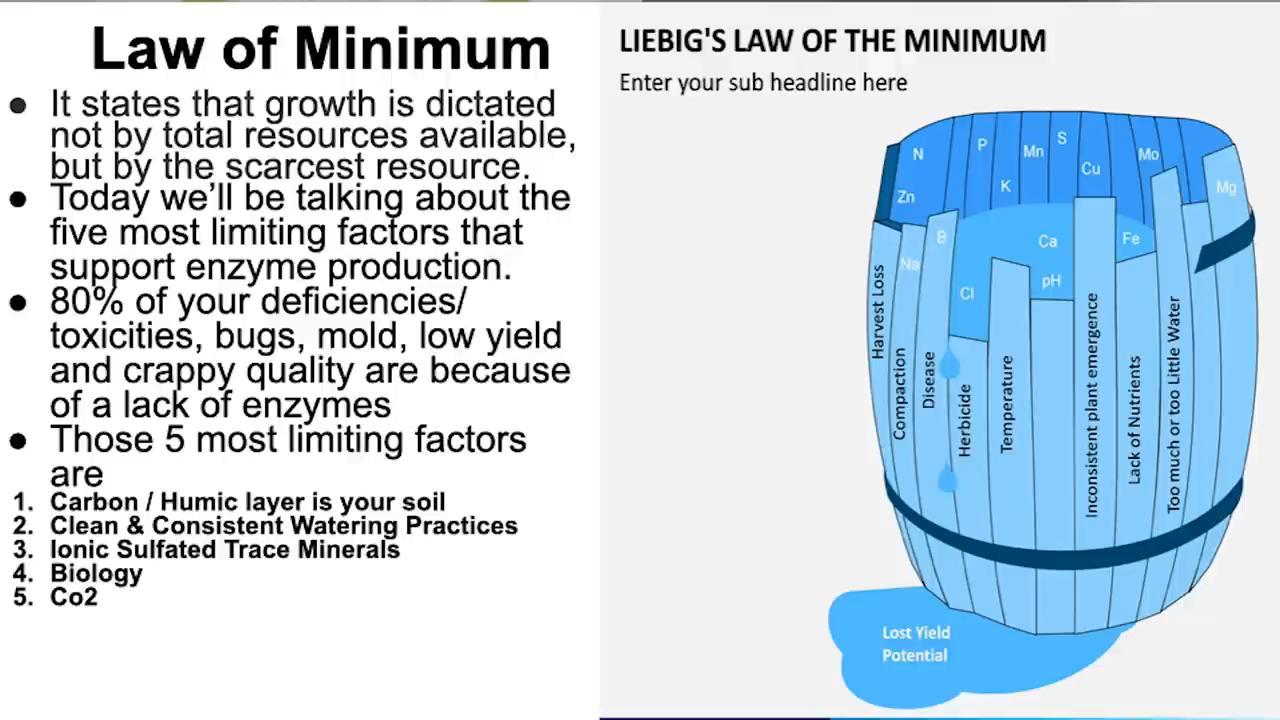 Law of Minimum
● It states that growth is dictated
not by total resources available,
but by the scarcest resource.
● Today we'll be talking about the
five most limiting factors that
support enzyme production.
● 80% of your deficiencies/
toxicities, bugs, mold, low yield
and crappy quality are because
of a lack of enzymes
● Those 5 most limiting factors
are
1. Carbon / Humic layer is your soil
2. Clean & Consistent Watering Practices
3. Ionic Sulfated Trace Minerals
4. Biology
5. Co2
LIEBIG'S LAW OF THE MINIMUM
Enter your sub headline here
N
P
Mn
S
Cu
Mo
Mg
Zn
K
B
Na
Ca
Fe
Cl
pH
Harvest Loss
Compaction
Disease
Herbicide
Temperature
Inconsistent plant emergence
Lack of Nutrients
Too much or too Little Water
Lost Yield
Potential